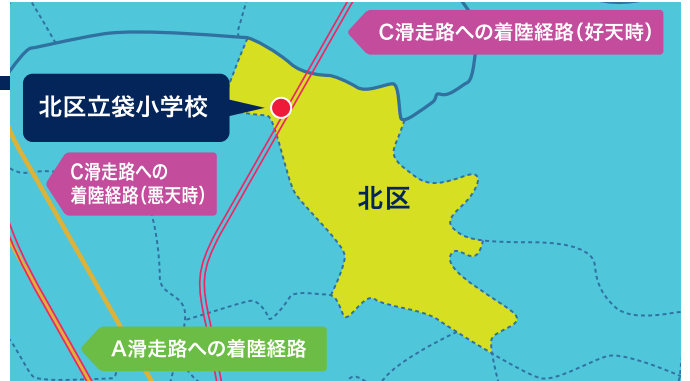 C滑走路への着陸経路（好天時）
北区立袋小学校
C滑走路への
着陸経路（悪天時）
北区
A滑走路への着陸経路